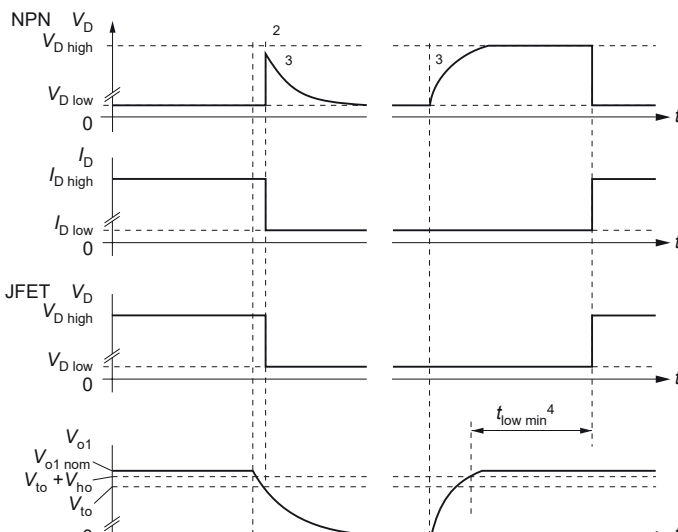 NPN V_D
V_D high
2
3
3
V_D low
0
t
I_D
I_D high
I_D low
0
t
JFET V_D
V_D high
V_D low
0
t
t_low min^4
V_o1
V_o1 nom
V_to + V_ho
V_to
t